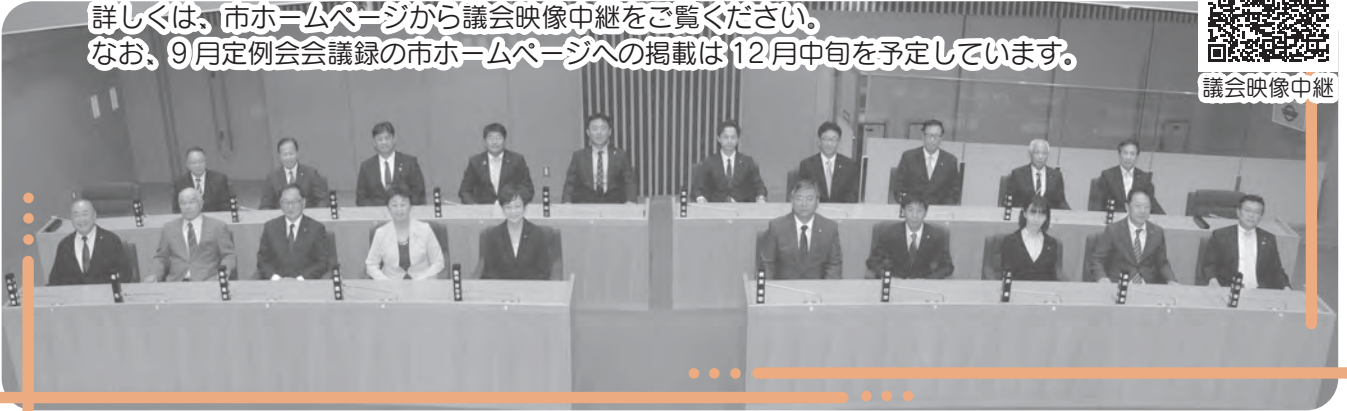 詳しくは、市ホームページから議会映像中継をご覧ください。
なお、9月定例会会議録の市ホームページへの掲載は12月中旬を予定しています。
議会映像中継